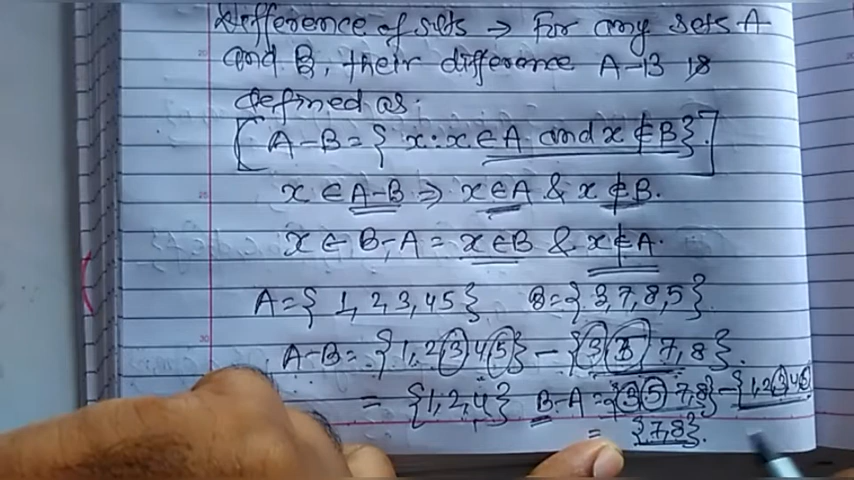 Difference of sets → For any sets A
and B, their difference A-B is
defined as:
[A-B = { x : x ∈ A and x ∉ B}].
x ∈ A-B ⇒ x ∈ A & x ∉ B.
x ∈ B-A = x ∈ B & x ∉ A.
A = { 1, 2, 3, 4 5 } B = { 3, 7, 8, 5 }.
A-B = { 1, 2 3 4 5 } - { 3 5 7, 8 }.
= {1, 2, 4} B-A = {3 5 7, 8} - {1, 2 3 4 5}
= {7, 8}.